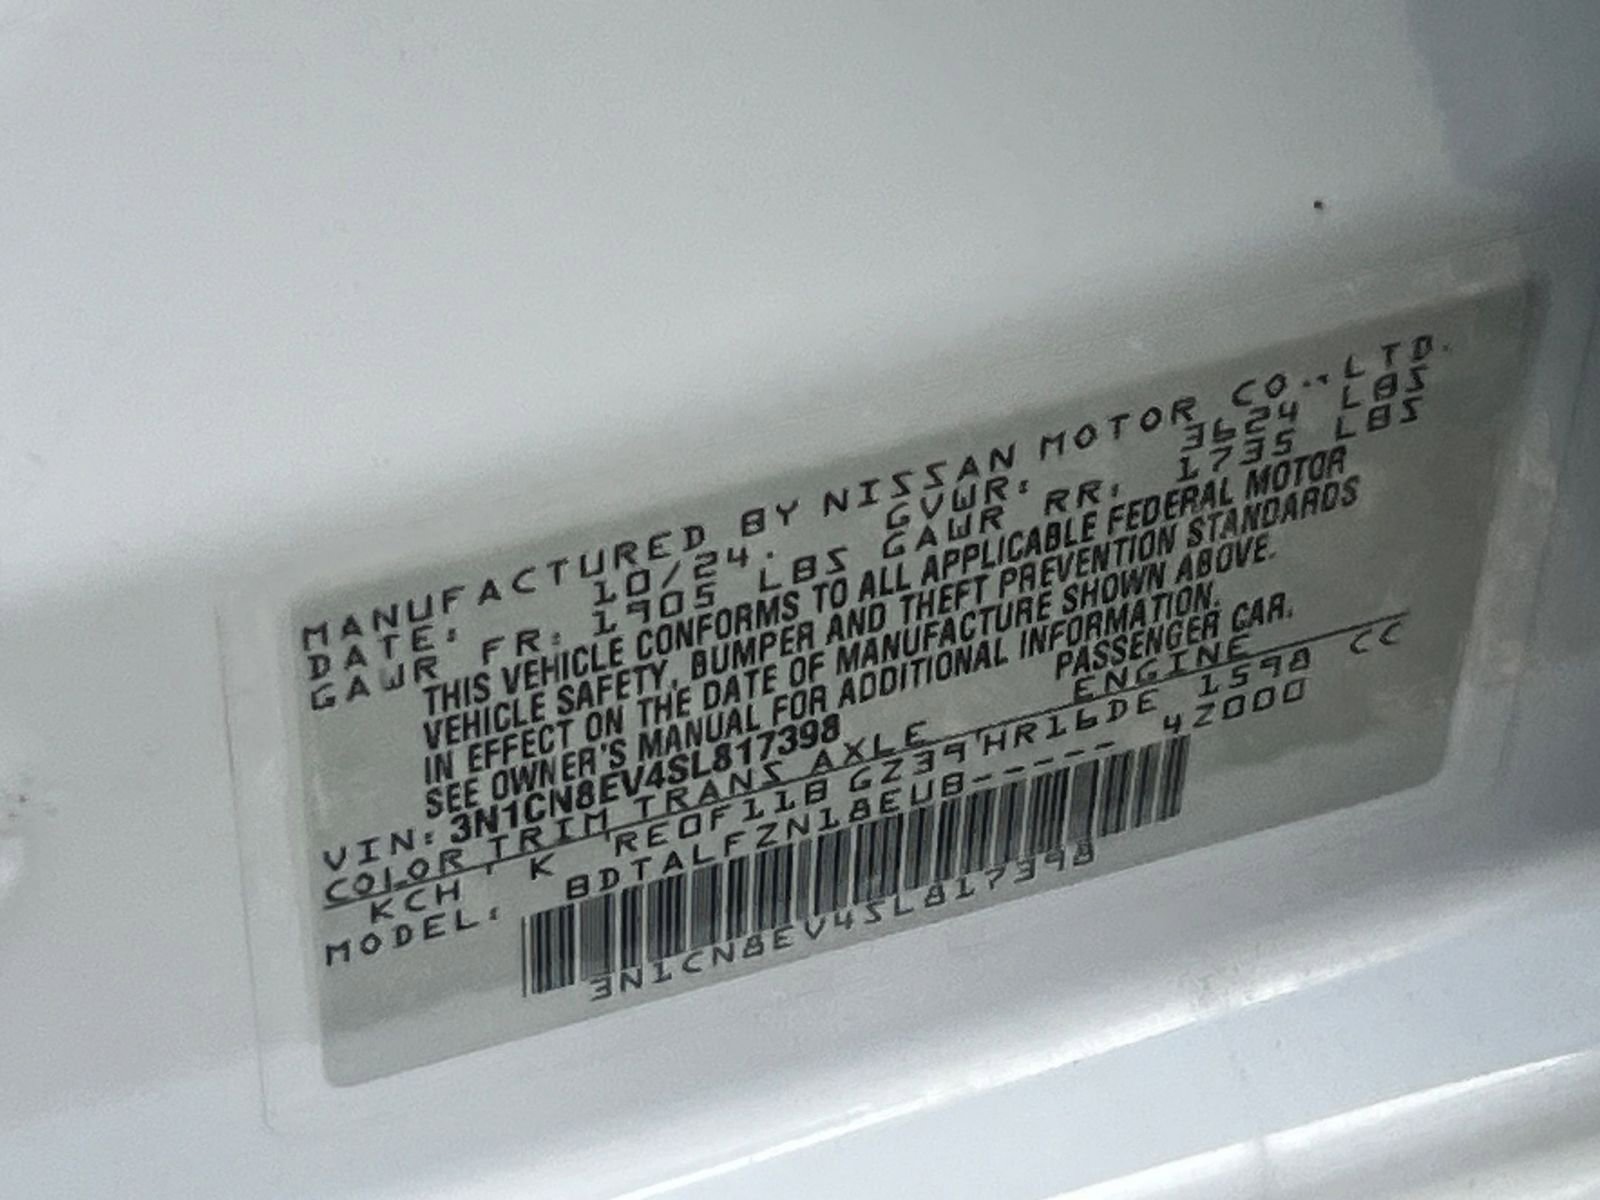 MANUFACTURED BY NISSAN MOTOR CO.,LTD.
DATE: 10/24. GVWR: 3624 LBS
GAWR FR: 1905 LBS GAWR RR: 1735 LBS
THIS VEHICLE CONFORMS TO ALL APPLICABLE FEDERAL MOTOR
VEHICLE SAFETY, BUMPER AND THEFT PREVENTION STANDARDS
IN EFFECT ON THE DATE OF MANUFACTURE SHOWN ABOVE.
SEE OWNER'S MANUAL FOR ADDITIONAL INFORMATION.
VIN: 3N1CN8EV4SL817398 PASSENGER CAR.
COLOR TRIM TRANS AXLE ENGINE
KCH K RE0F11B GZ39 HR16DE 1598 CC
MODEL: BDTALFZN18EUB----- 4Z000
3N1CN8EV4SL817398